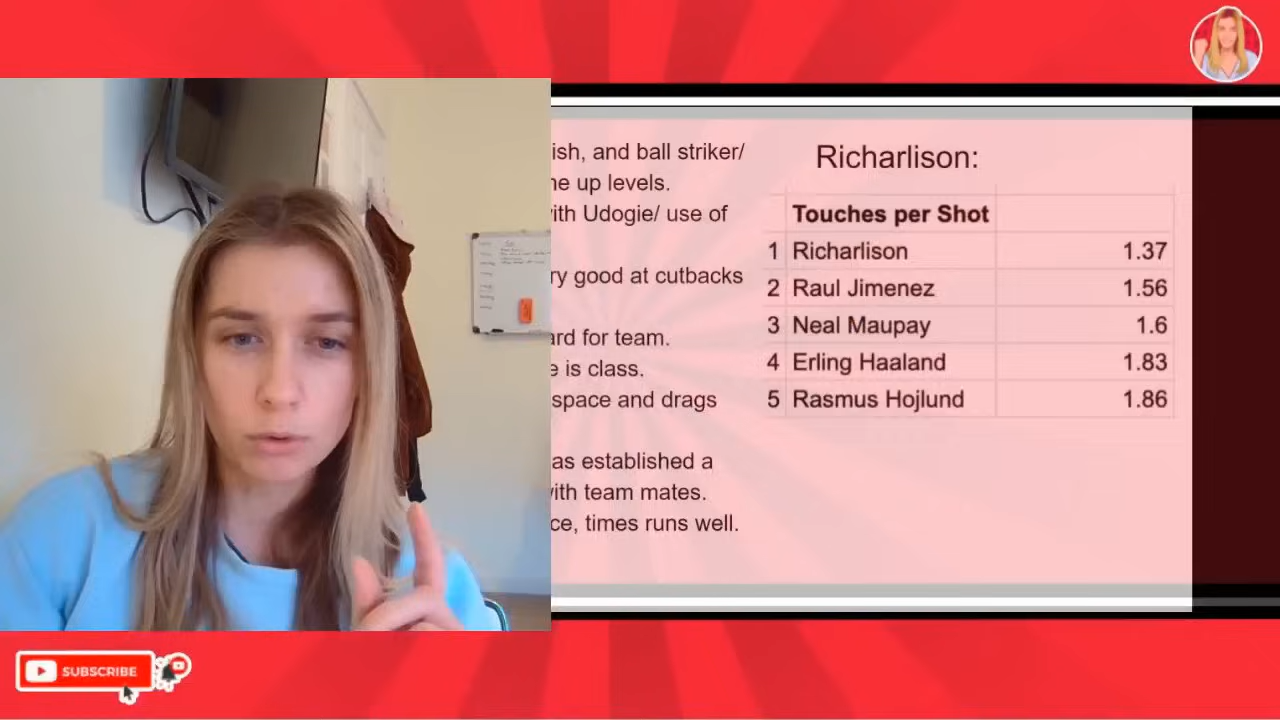 ish, and ball striker/
e up levels.
ith Udogie/ use of
ry good at cutbacks
ard for team.
e is class.
space and drags
as established a
ith team mates.
ce, times runs well.
Richarlison:
Touches per Shot
1 Richarlison 1.37
2 Raul Jimenez 1.56
3 Neal Maupay 1.6
4 Erling Haaland 1.83
5 Rasmus Hojlund 1.86
SUBSCRIBE